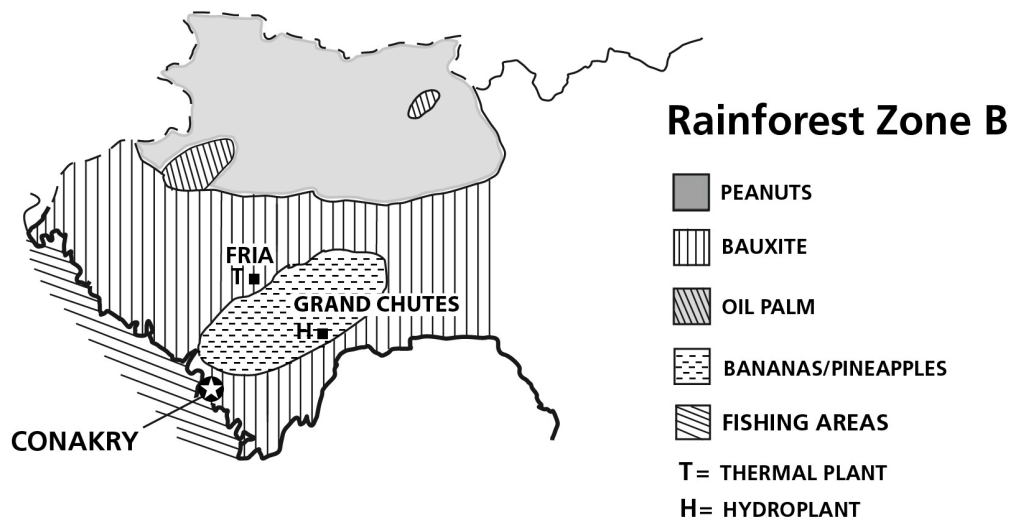 Rainforest Zone B
PEANUTS
BAUXITE
OIL PALM
BANANAS/PINEAPPLES
FISHING AREAS
T= THERMAL PLANT
H= HYDROPLANT
FRIA
T
GRAND CHUTES
H
CONAKRY